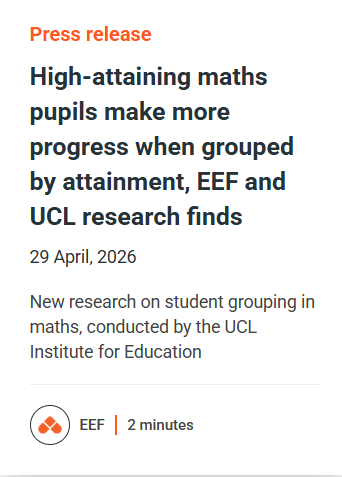 Press release
High-attaining maths
pupils make more
progress when grouped
by attainment, EEF and
UCL research finds
29 April, 2026
New research on student grouping in
maths, conducted by the UCL
Institute for Education
EEF | 2 minutes